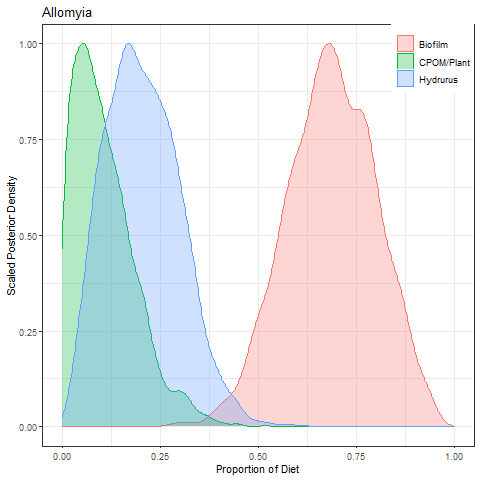 Allomyia
Biofilm
CPOM/Plant
Hydrurus
Scaled Posterior Density
1.00
0.75
0.50
0.25
0.00
0.00 0.25 0.50 0.75 1.00
Proportion of Diet